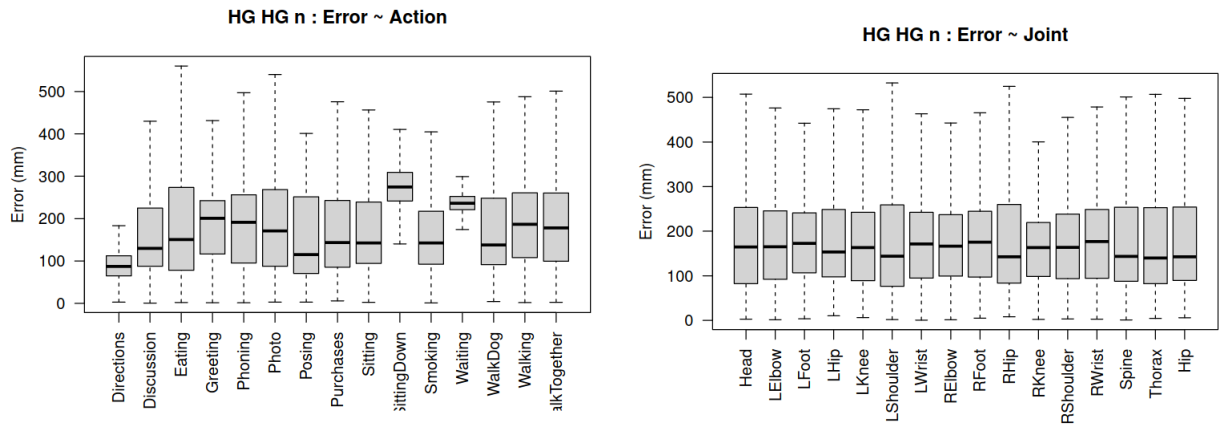 HG HG n : Error ~ Action
Error (mm)
500
400
300
200
100
0
Directions
Discussion
Eating
Greeting
Phoning
Photo
Posing
Purchases
Sitting
SittingDown
Smoking
Waiting
WalkDog
Walking
alkTogether
HG HG n : Error ~ Joint
Error (mm)
500
400
300
200
100
0
Head
LElbow
LFoot
LHip
LKnee
LShoulder
LWrist
RElbow
RFoot
RHip
RKnee
RShoulder
RWrist
Spine
Thorax
Hip